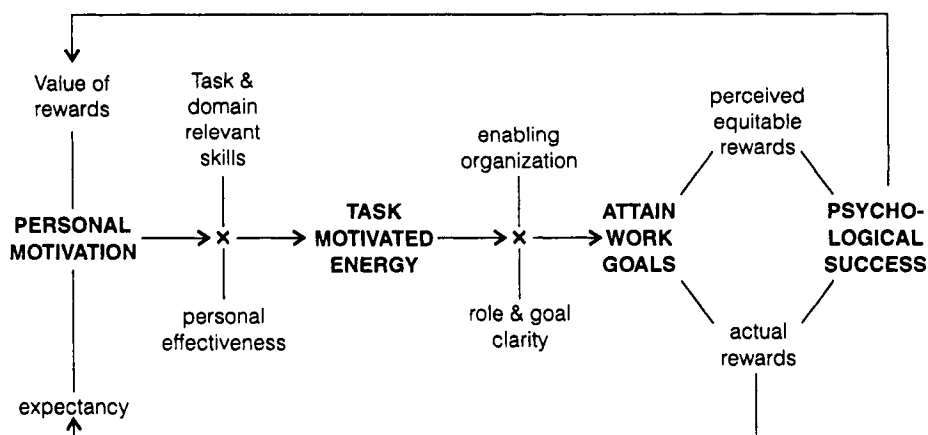 Value of
rewards
Task &
domain
relevant
skills
enabling
organization
perceived
equitable
rewards
PERSONAL
MOTIVATION
×
TASK
MOTIVATED
ENERGY
×
ATTAIN
WORK
GOALS
PSYCHO-
LOGICAL
SUCCESS
personal
effectiveness
role & goal
clarity
actual
rewards
expectancy